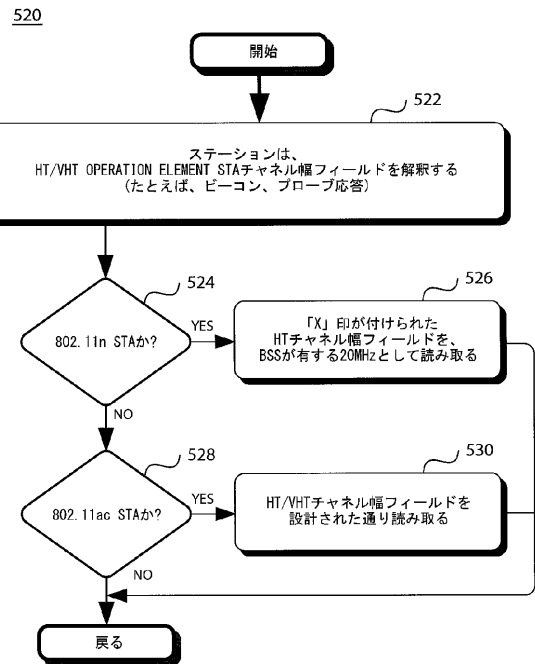 520
開始
522
ステーションは、
HT/VHT OPERATION ELEMENT STAチャネル幅フィールドを解釈する
(たとえば、ビーコン、プローブ応答)
524
802.11n STAか?
YES
526
「X」印が付けられた
HTチャネル幅フィールドを、
BSSが有する20MHzとして読み取る
NO
528
802.11ac STAか?
YES
530
HT/VHTチャネル幅フィールドを
設計された通り読み取る
NO
戻る